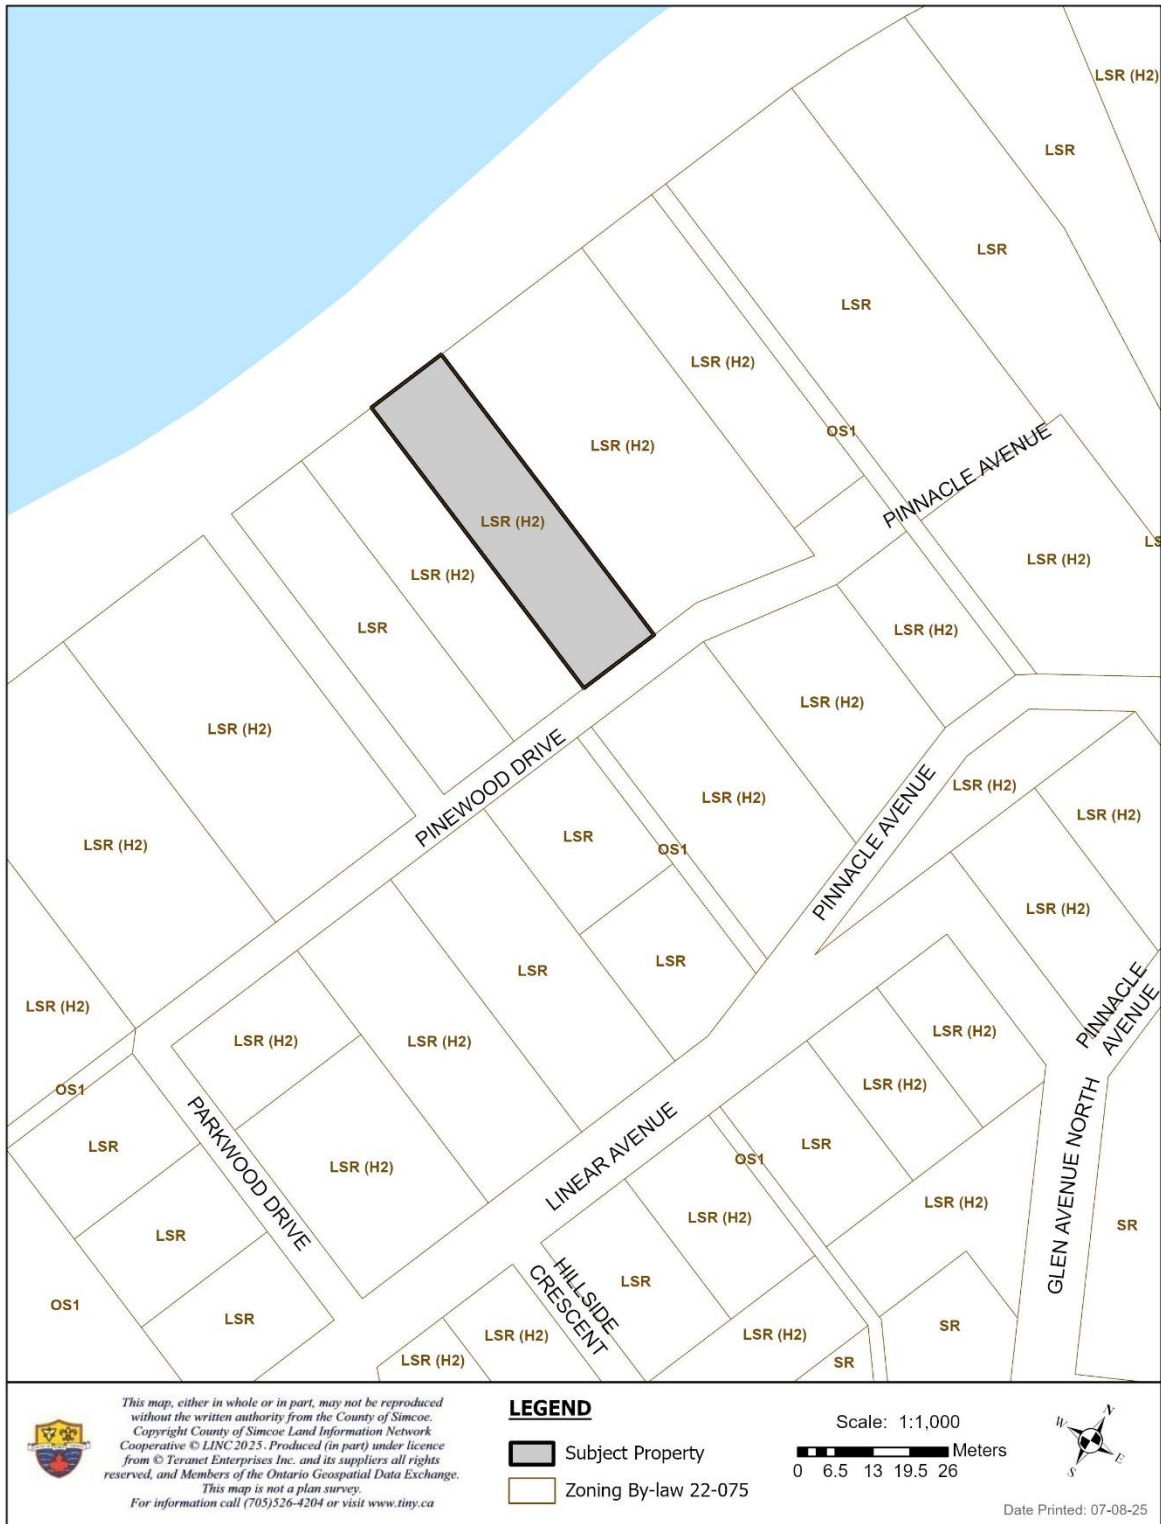 LSR (H2)
LSR
LSR
LSR
LSR (H2)
OS1
LSR (H2)
PINNACLE AVENUE
LSR (H2)
LSR (H2)
LSR (H2)
LSR
LSR (H2)
LSR (H2)
LSR (H2)
LSR (H2)
PINEWOOD DRIVE
LSR (H2)
LSR (H2)
PINNACLE AVENUE
LSR (H2)
LSR
LSR (H2)
OS1
LSR (H2)
LSR (H2)
LSR
LSR
LSR (H2)
PINNACLE
AVENUE
LSR (H2)
LSR (H2)
LSR (H2)
LSR (H2)
OS1
PARKWOOD DRIVE
LSR
LSR (H2)
LINEAR AVENUE
LSR
OS1
LSR (H2)
GLEN AVENUE NORTH
LSR (H2)
SR
LSR
HILLSIDE
CRESCENT
LSR
OS1
LSR
LSR (H2)
LSR (H2)
LSR (H2)
SR
SR
This map, either in whole or in part, may not be reproduced
without the written authority from the County of Simcoe.
Copyright County of Simcoe Land Information Network
Cooperative © LINC 2025. Produced (in part) under licence
from © Teranet Enterprises Inc. and its suppliers all rights
reserved, and Members of the Ontario Geospatial Data Exchange.
This map is not a plan survey.
For information call (705)526-4204 or visit www.tiny.ca
LEGEND
Subject Property
Zoning By-law 22-075
Scale: 1:1,000
Meters
0 6.5 13 19.5 26
N
W
E
S
Date Printed: 07-08-25